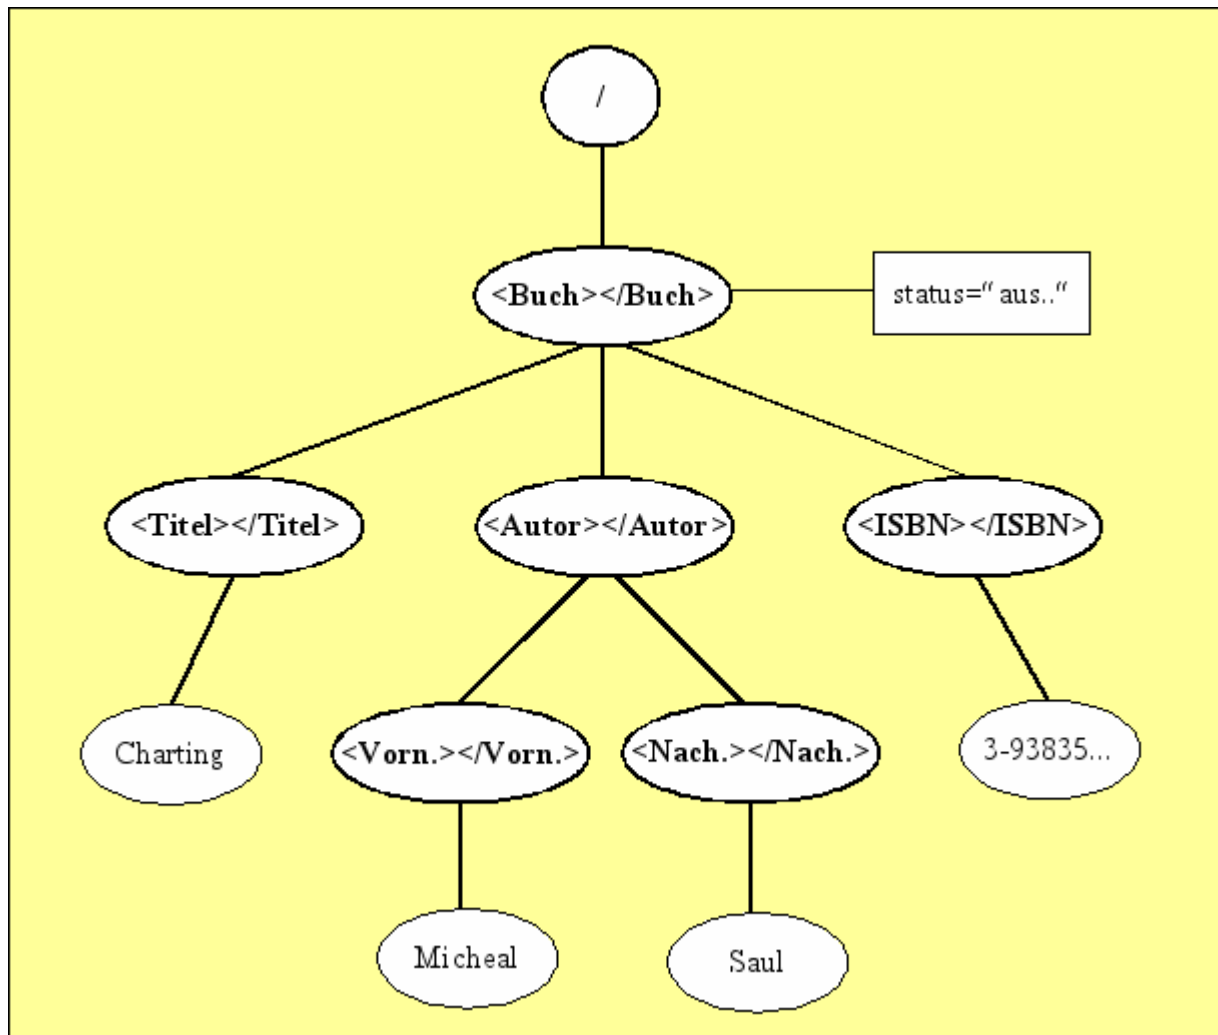 /
<Buch></Buch>
status=“ aus..“
<Titel></Titel>
<Autor></Autor>
<ISBN></ISBN>
Charting
<Vorn.></Vorn.>
<Nach.></Nach.>
3-93835...
Micheal
Saul